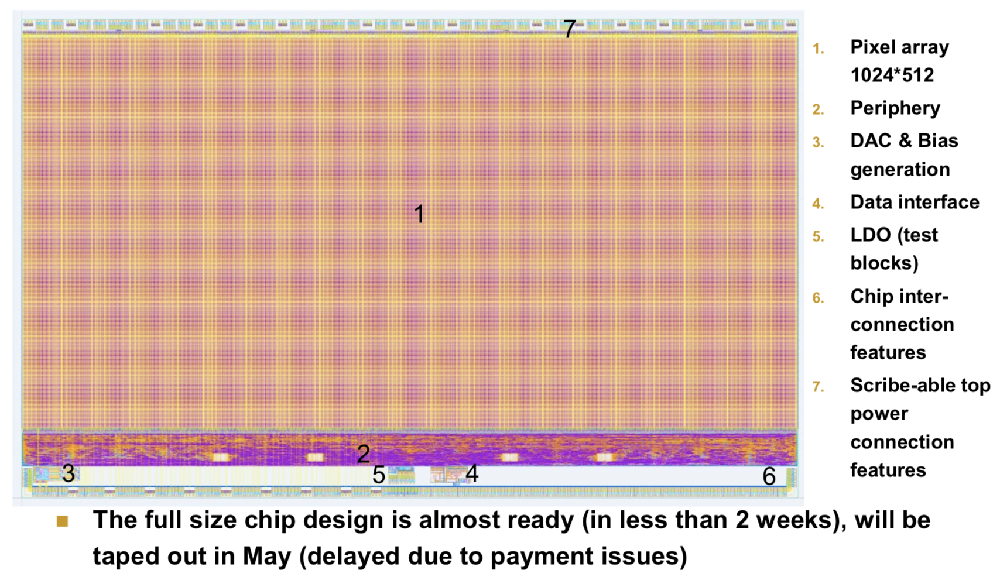 7
1
2
3
5
4
6
1. Pixel array
1024*512
2. Periphery
3. DAC & Bias
generation
4. Data interface
5. LDO (test
blocks)
6. Chip inter-
connection
features
7. Scribe-able top
power
connection
features
■ The full size chip design is almost ready (in less than 2 weeks), will be
taped out in May (delayed due to payment issues)